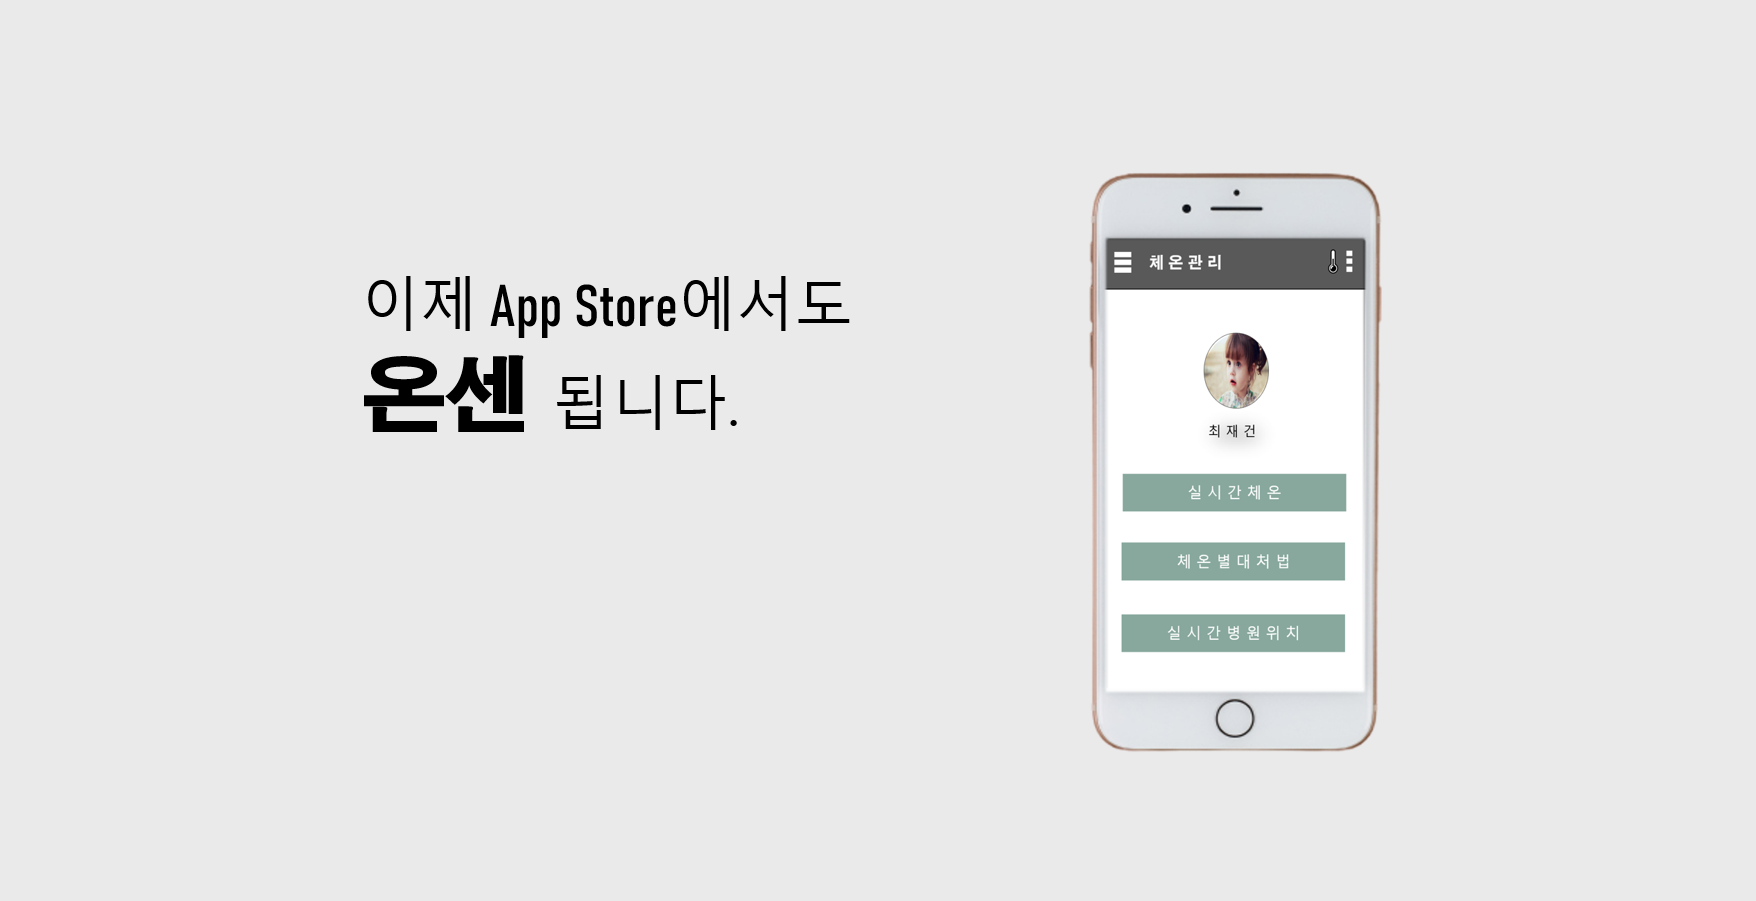 이제 App Store에서도
온센 됩니다.
체온관리
최재건
실시간체온
체온별대처법
실시간병원위치